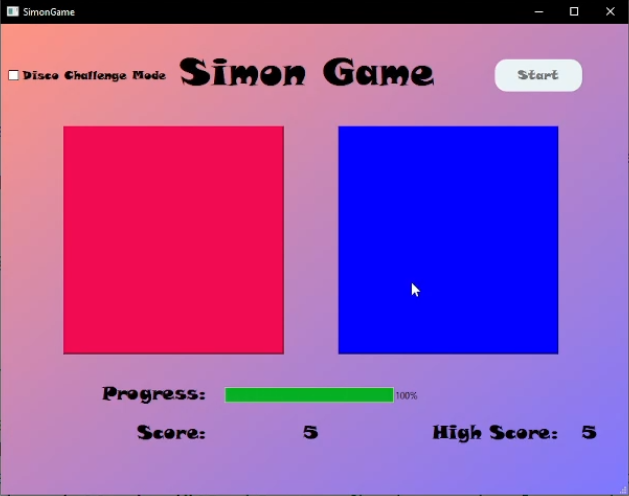 SimonGame
Disco Challenge Mode
Simon Game
Start
Progress:
100%
Score: 5
High Score: 5